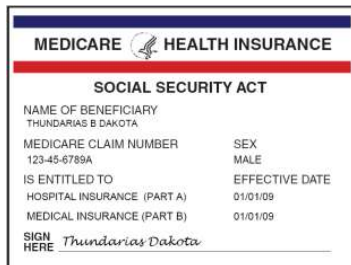 MEDICARE HEALTH INSURANCE
SOCIAL SECURITY ACT
NAME OF BENEFICIARY
THUNDARIAS B DAKOTA
MEDICARE CLAIM NUMBER SEX
123-45-6789A MALE
IS ENTITLED TO EFFECTIVE DATE
HOSPITAL INSURANCE (PART A) 01/01/09
MEDICAL INSURANCE (PART B) 01/01/09
SIGN
HERE Thundarias Dakota